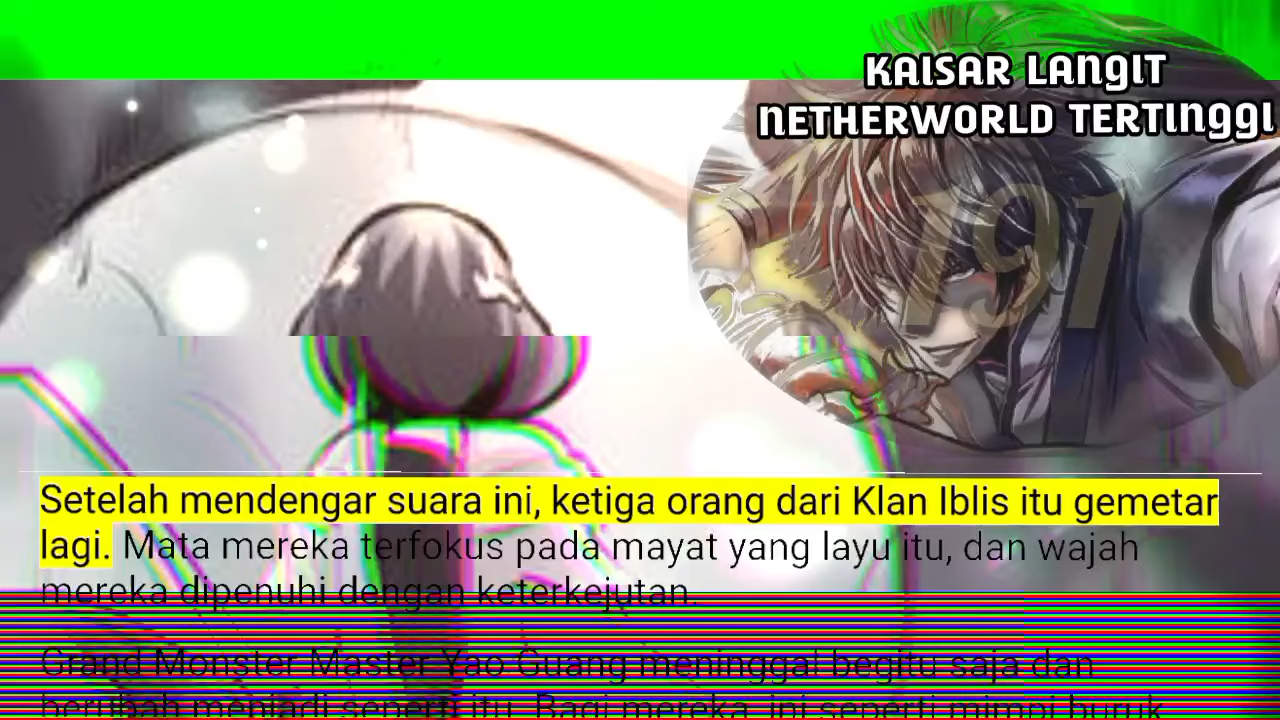 KAISAR LANGIT
NETHERWORLD TERTINGGI
791
Setelah mendengar suara ini, ketiga orang dari Klan Iblis itu gemetar
lagi. Mata mereka terfokus pada mayat yang layu itu, dan wajah
mereka dipenuhi dengan keterkejutan.
Grand Monster Master Yao Guang meninggal begitu saja dan
berubah menjadi seperti itu. Bagi mereka, ini seperti mimpi buruk